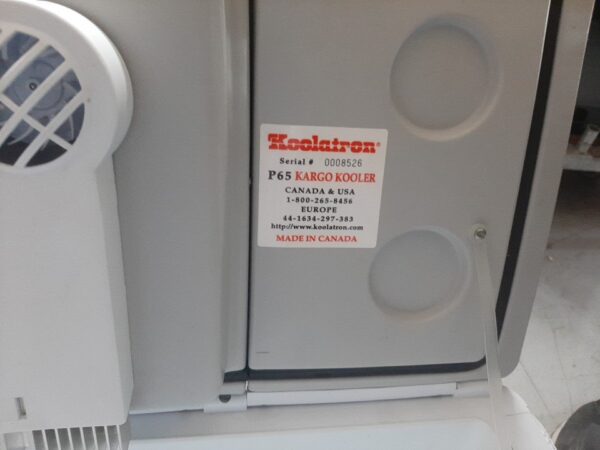 Koolatron®
Serial # 0008526
P65 KARGO KOOLER
CANADA & USA
1-800-265-8456
EUROPE
44-1634-297-383
http://www.koolatron.com
MADE IN CANADA